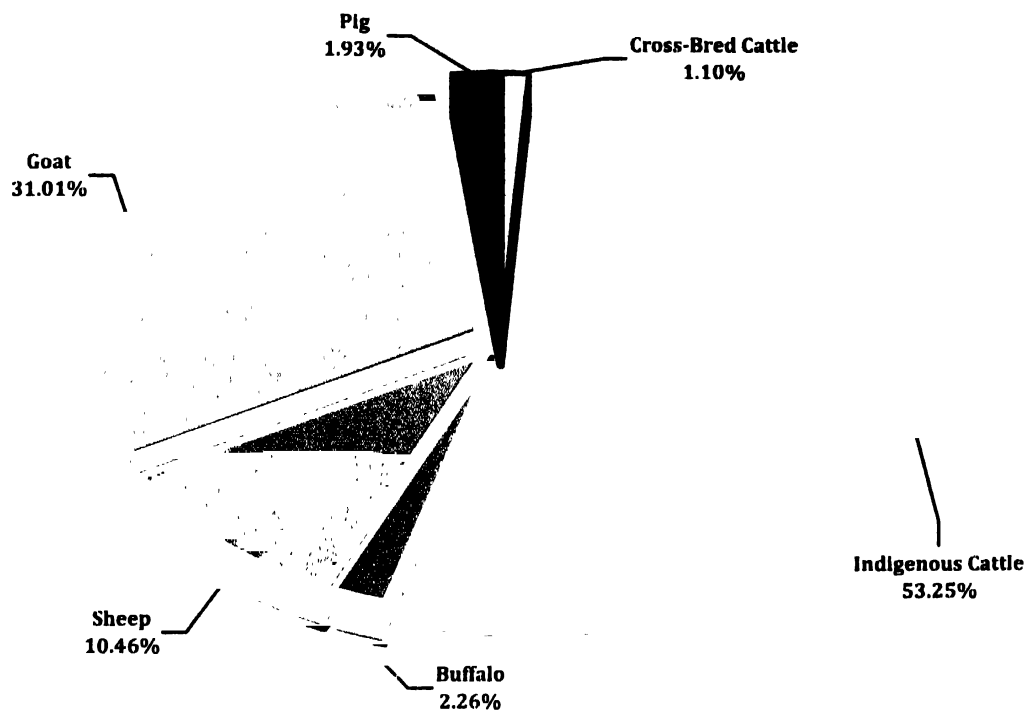 Pig
1.93%
Cross-Bred Cattle
1.10%
Goat
31.01%
Indigenous Cattle
53.25%
Sheep
10.46%
Buffalo
2.26%